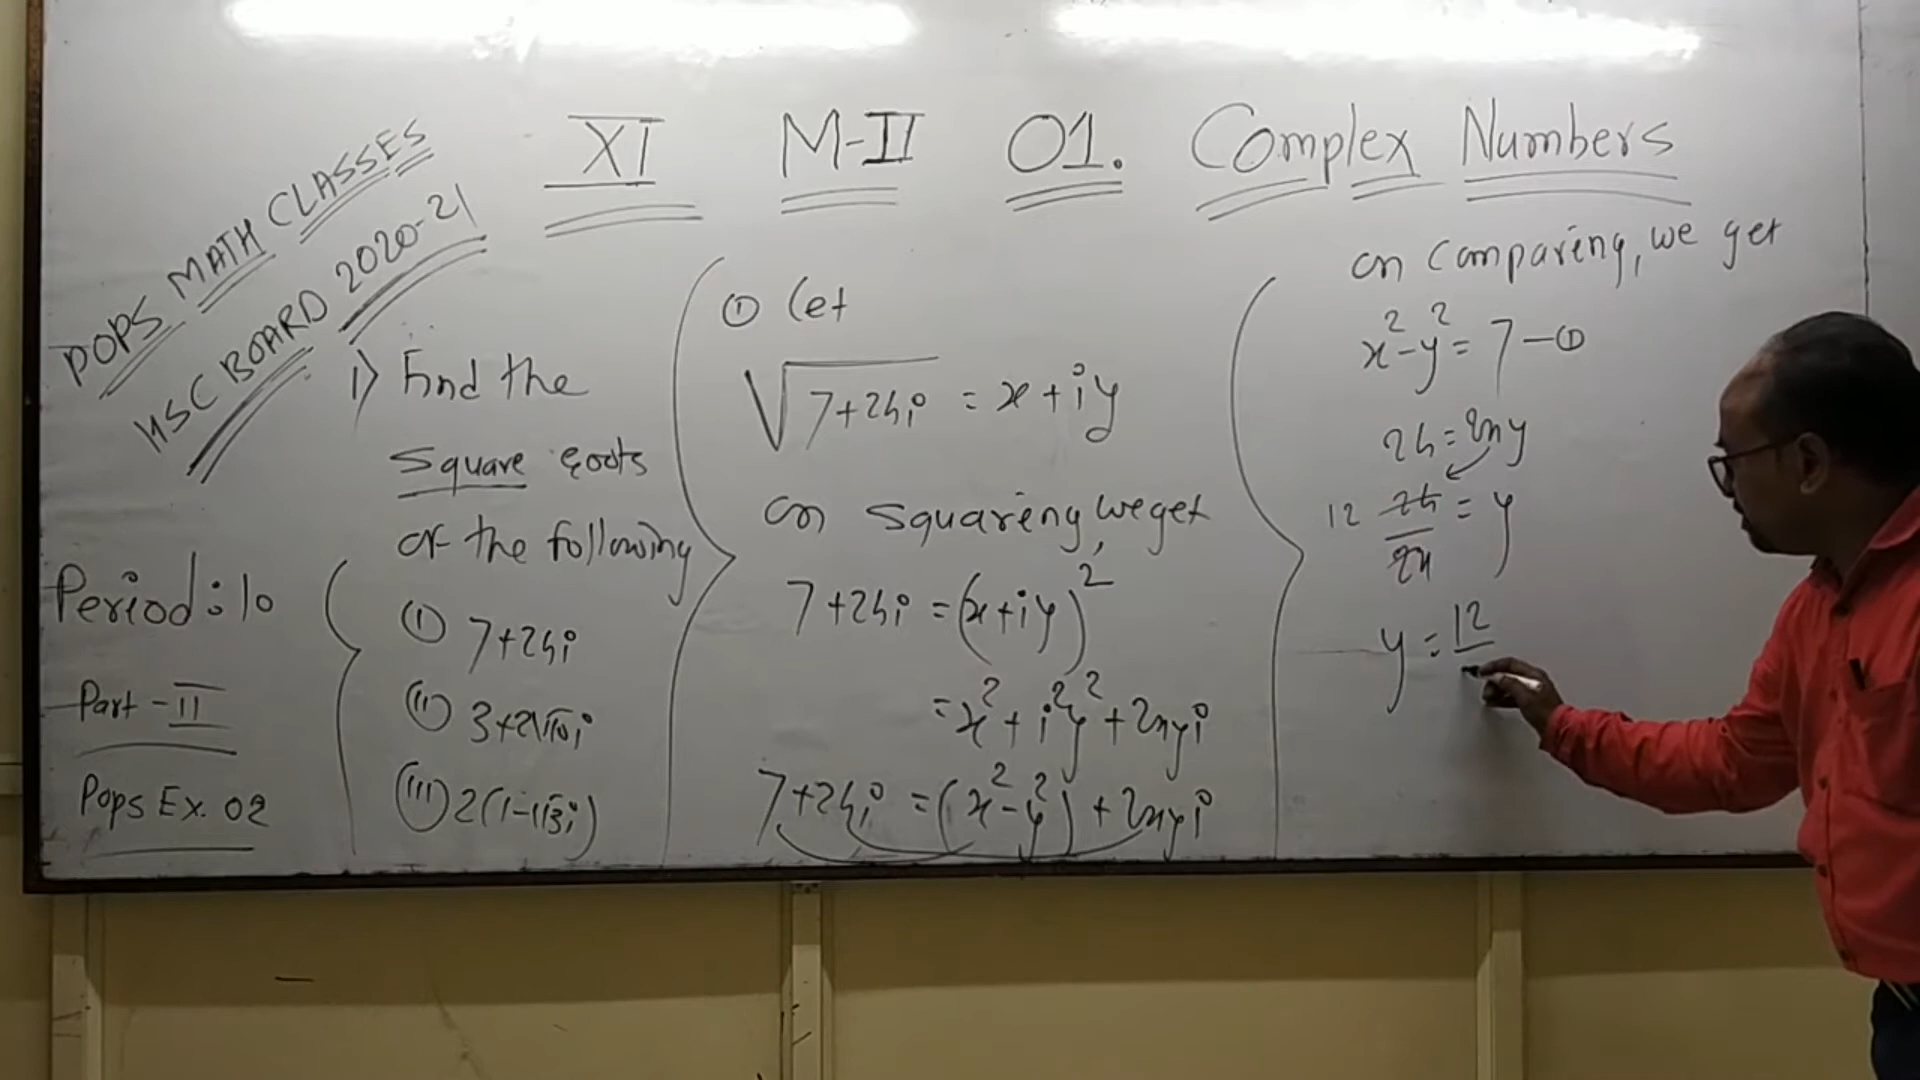 XI M-II 01. Complex Numbers
POPS MATH CLASSES
HSC BOARD 2020-21
Period: 10
Part - II
Pops Ex. 02
1) Find the
Square roots
of the following
(i) 7+24i
(ii) 3+2√10i
(iii) 2(1-√3i)
① Let
√7+24i = x+iy
on squareing, we get
7+24i = (x+iy)²
= x²+i²y²+2xyi
7+24i = (x²-y²)+2xyi
on Comparing, we get
x²-y² = 7 —①
24 = 2xy
12 24/2x = y
y = 12/